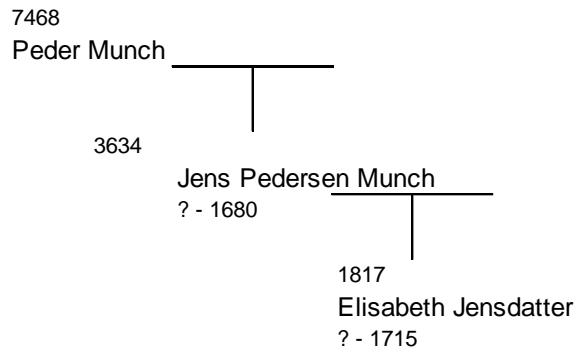 7468
Peder Munch
3634
Jens Pedersen Munch
? - 1680
1817
Elisabeth Jensdatter
? - 1715